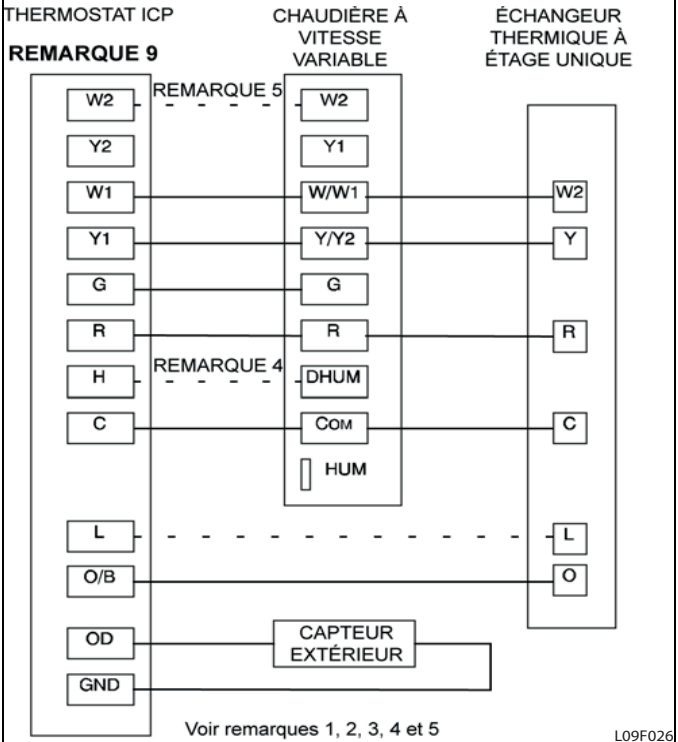 THERMOSTAT ICP
REMARQUE 9
CHAUDIÈRE À
VITESSE
VARIABLE
ÉCHANGEUR
THERMIQUE À
ÉTAGE UNIQUE
W2
REMARQUE 5
W2
Y2
Y1
W1
W/W1
W2
Y1
Y/Y2
Y
G
G
R
R
R
H
REMARQUE 4
DHUM
C
COM
C
HUM
L
L
O/B
O
OD
CAPTEUR
EXTÉRIEUR
GND
Voir remarques 1, 2, 3, 4 et 5
L09F026